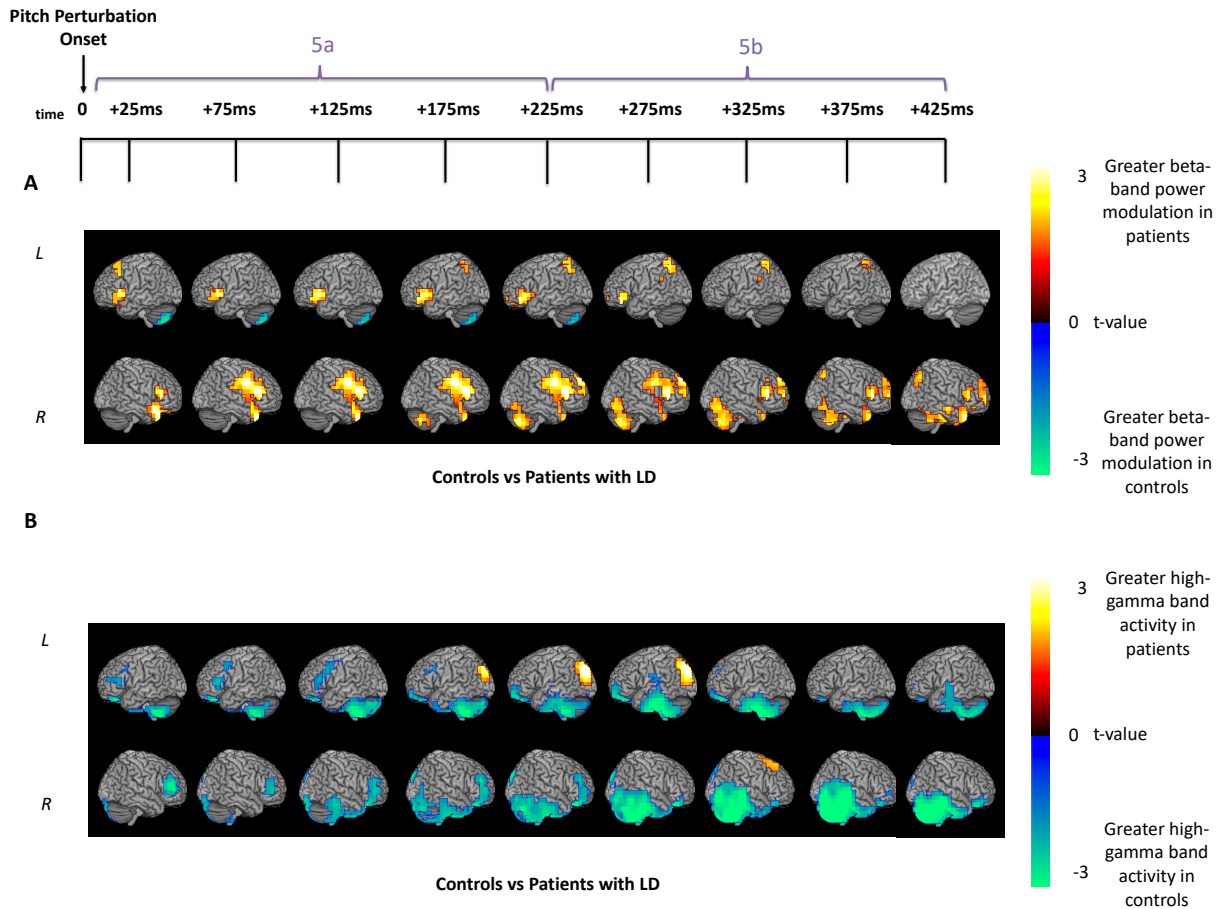 Pitch Perturbation
Onset
5a
5b
time 0 +25ms +75ms +125ms +175ms +225ms +275ms +325ms +375ms +425ms
A
L
R
3
Greater beta-
band power
modulation in
patients
0 t-value
-3
Greater beta-
band power
modulation in
controls
Controls vs Patients with LD
B
L
R
3
Greater high-
gamma band
activity in
patients
0 t-value
-3
Greater high-
gamma band
activity in
controls
Controls vs Patients with LD